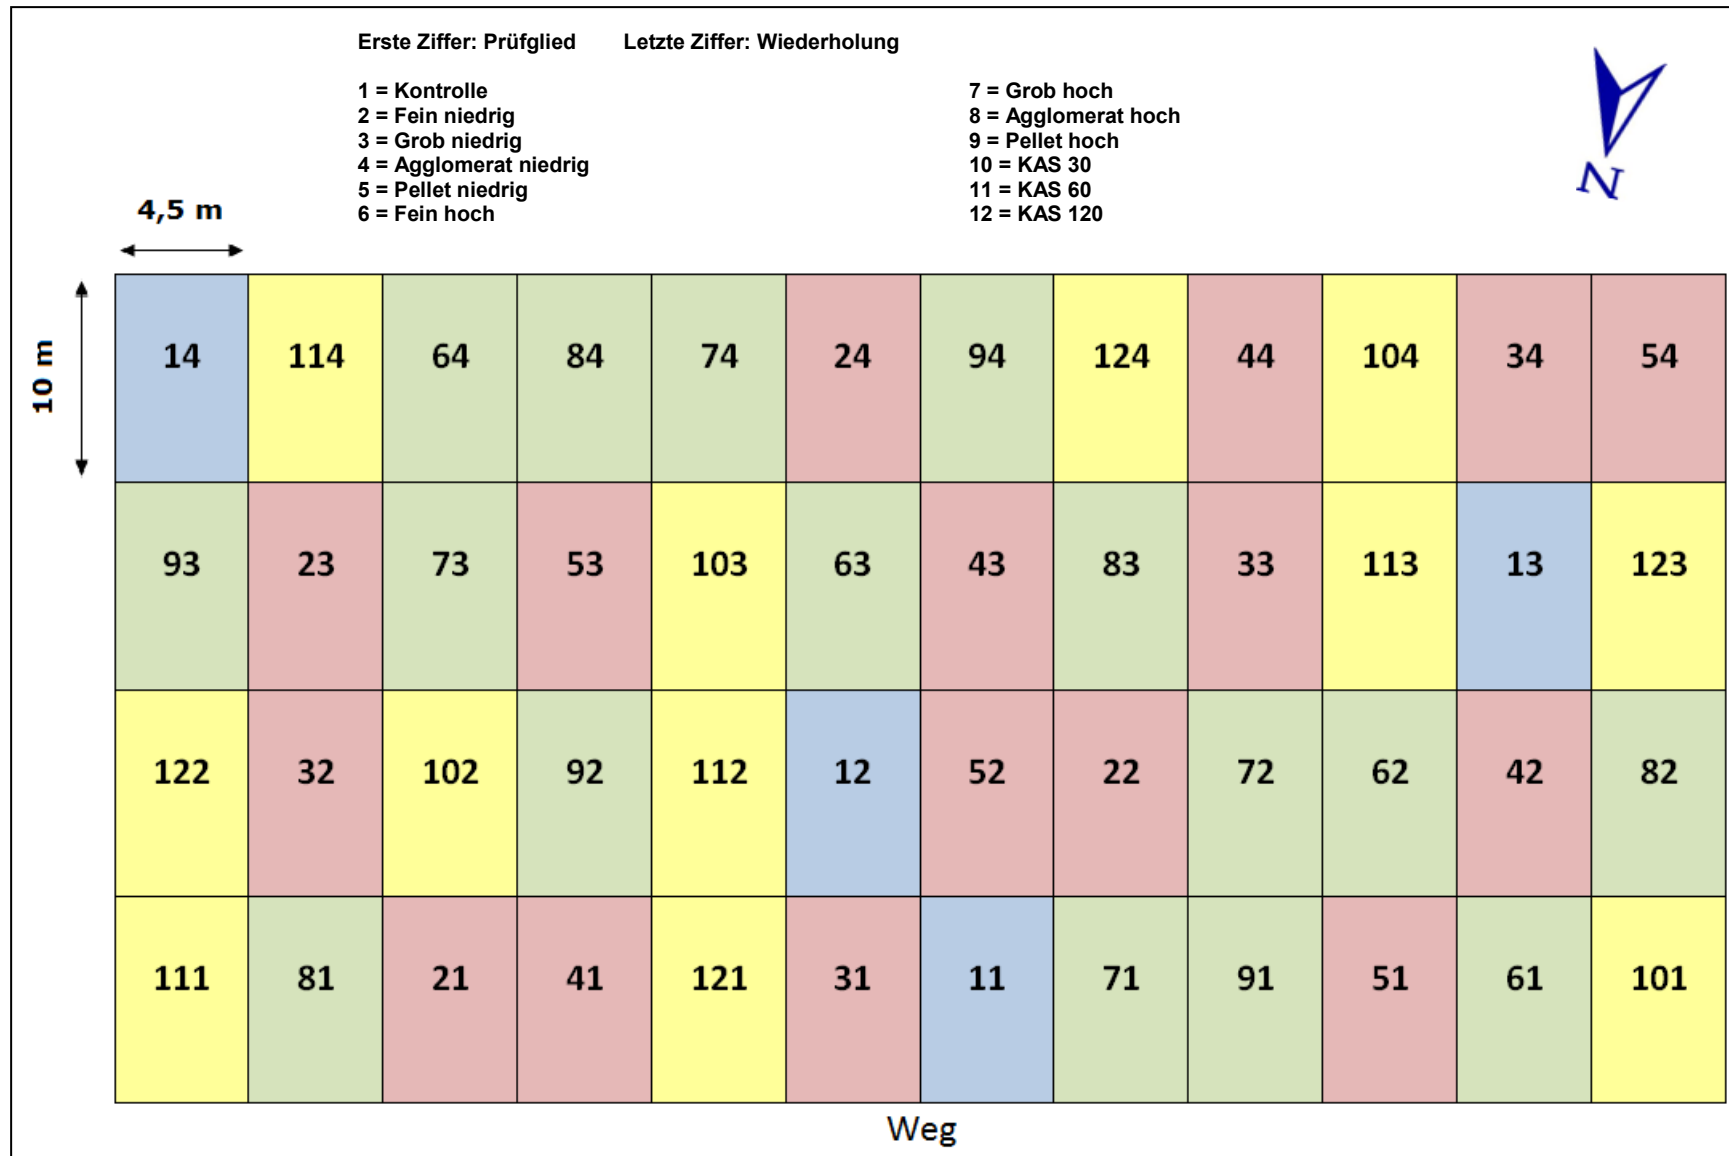 Erste Ziffer: Prüfglied Letzte Ziffer: Wiederholung
1 = Kontrolle
2 = Fein niedrig
3 = Grob niedrig
4 = Agglomerat niedrig
5 = Pellet niedrig
6 = Fein hoch
7 = Grob hoch
8 = Agglomerat hoch
9 = Pellet hoch
10 = KAS 30
11 = KAS 60
12 = KAS 120
N
4,5 m
10 m
14 114 64 84 74 24 94 124 44 104 34 54
93 23 73 53 103 63 43 83 33 113 13 123
122 32 102 92 112 12 52 22 72 62 42 82
111 81 21 41 121 31 11 71 91 51 61 101
Weg